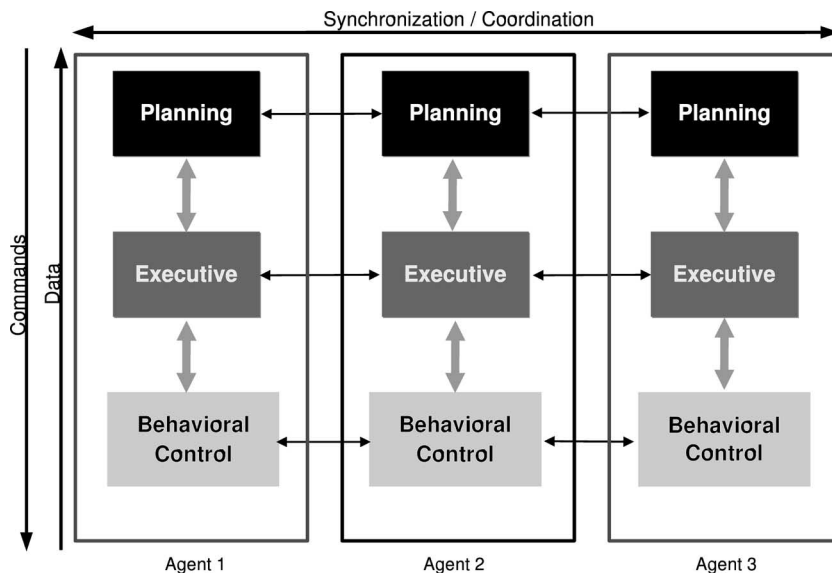 Synchronization / Coordination
Commands
Data
Planning
Planning
Planning
Executive
Executive
Executive
Behavioral
Control
Behavioral
Control
Behavioral
Control
Agent 1
Agent 2
Agent 3